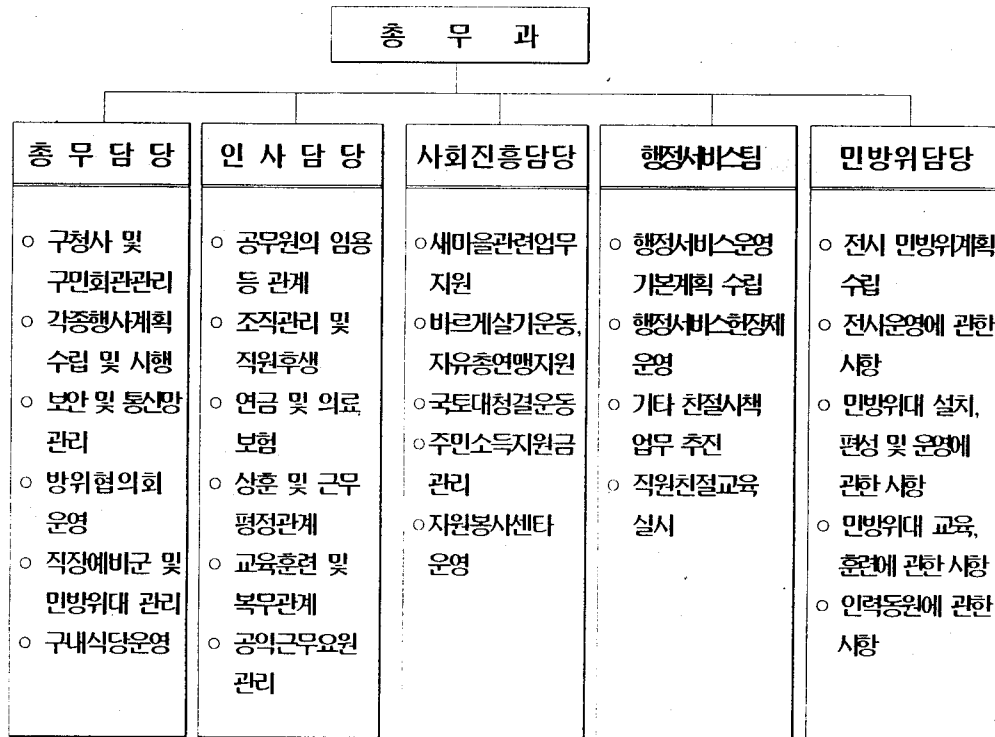 총 무 과
총 무 담 당
○ 구청사 및
구민회관관리
○ 각종행사계획
수립 및 시행
○ 보안 및 통신망
관리
○ 방위협의회
운영
○ 직장예비군 및
민방위대 관리
○ 구내식당운영
인 사 담 당
○ 공무원의 임용
등 관계
○ 조직관리 및
직원후생
○ 연금 및 의료
보험
○ 상훈 및 근무
평정관계
○ 교육훈련 및
복무관계
○ 공익근무요원
관리
사회진흥담당
○새마을관련업무
지원
○바르게살기운동,
자유총연맹지원
○국토대청결운동
○주민소득지원금
관리
○자원봉사센타
운영
행정서비스팀
○ 행정서비스운영
기본계획 수립
○ 행정서비스헌장제
운영
○ 기타 친절시책
업무 추진
○ 직원친절교육
실시
민방위담당
○ 전시 민방위계획
수립
○ 전시운영에 관한
사항
○ 민방위대 설치,
편성 및 운영에
관한 사항
○ 민방위대 교육,
훈련에 관한 사항
○ 인력동원에 관한
사항